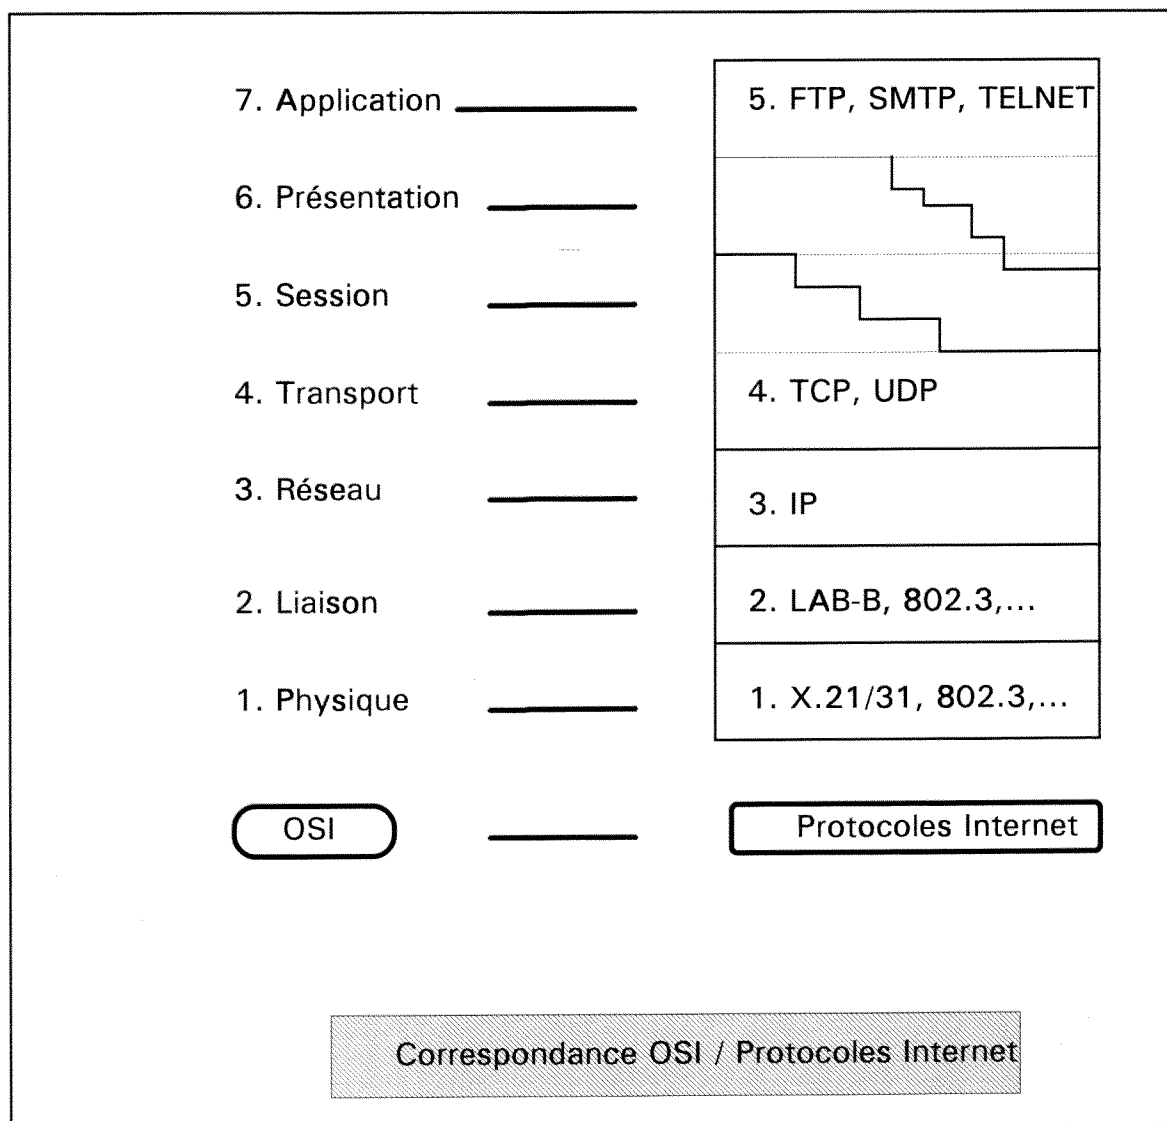 7. Application
5. FTP, SMTP, TELNET
6. Présentation
5. Session
4. Transport
4. TCP, UDP
3. Réseau
3. IP
2. Liaison
2. LAB-B, 802.3,...
1. Physique
1. X.21/31, 802.3,...
OSI
Protocoles Internet
Correspondance OSI / Protocoles Internet